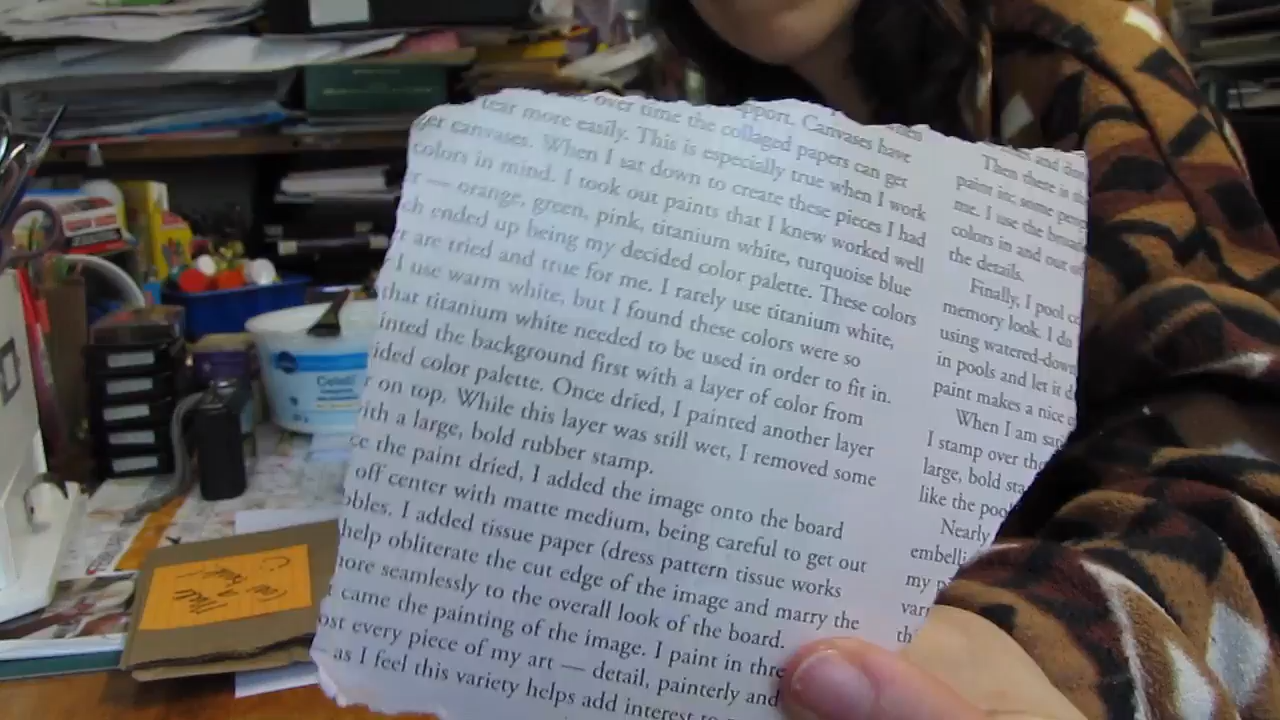 over time the collaged papers can get
pport. Canvases have
tear more easily. This is especially true when I work
ger canvases. When I sat down to create these pieces I had
colors in mind. I took out paints that I knew worked well
r — orange, green, pink, titanium white, turquoise blue
ch ended up being my decided color palette. These colors
r are tried and true for me. I rarely use titanium white,
I use warm white, but I found these colors were so
that titanium white needed to be used in order to fit in.
inted the background first with a layer of color from
ided color palette. Once dried, I painted another layer
r on top. While this layer was still wet, I removed some
ith a large, bold rubber stamp.
ce the paint dried, I added the image onto the board
off center with matte medium, being careful to get out
bbles. I added tissue paper (dress pattern tissue works
help obliterate the cut edge of the image and marry the
more seamlessly to the overall look of the board.
t came the painting of the image. I paint in thre
ost every piece of my art — detail, painterly and
— as I feel this variety helps add interest to
and
Then there is th
paint in some
me. I use the broad
colors in and out of
the details.
Finally, I pool co
memory look. I do
using watered-down
in pools and let it d
paint makes a nice
When I am sat
I stamp over the
large, bold sta
like the pool
Nearly
embelli
my p
vari
th